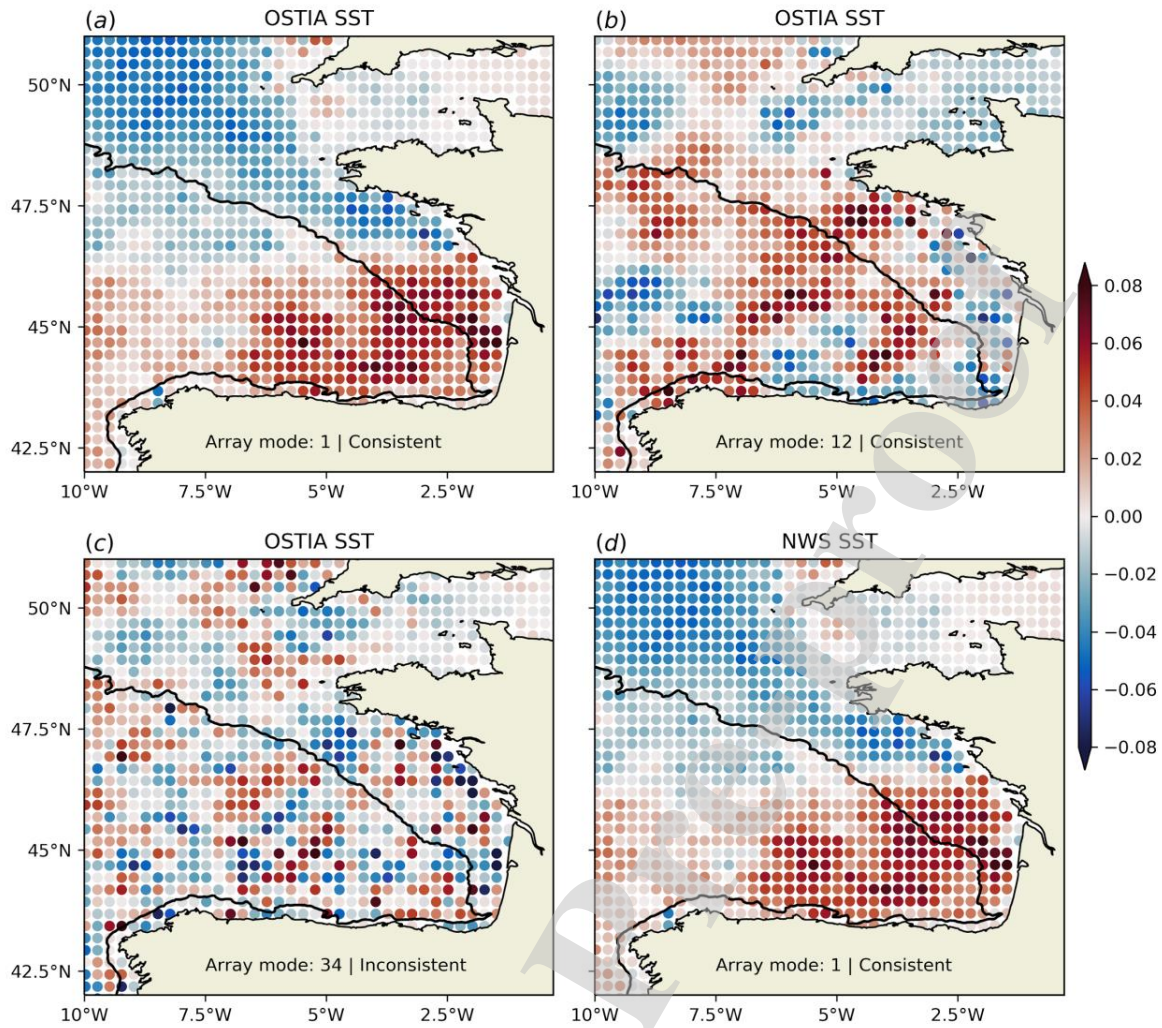 (a) OSTIA SST
(b) OSTIA SST
50°N
47.5°N
45°N
42.5°N
Array mode: 1 | Consistent
Array mode: 12 | Consistent
10°W 7.5°W 5°W 2.5°W
10°W 7.5°W 5°W 2.5°W
0.08
0.06
0.04
0.02
0.00
−0.02
−0.04
−0.06
−0.08
(c) OSTIA SST
(d) NWS SST
50°N
47.5°N
45°N
42.5°N
Array mode: 34 | Inconsistent
Array mode: 1 | Consistent
10°W 7.5°W 5°W 2.5°W
10°W 7.5°W 5°W 2.5°W
Pre-proof